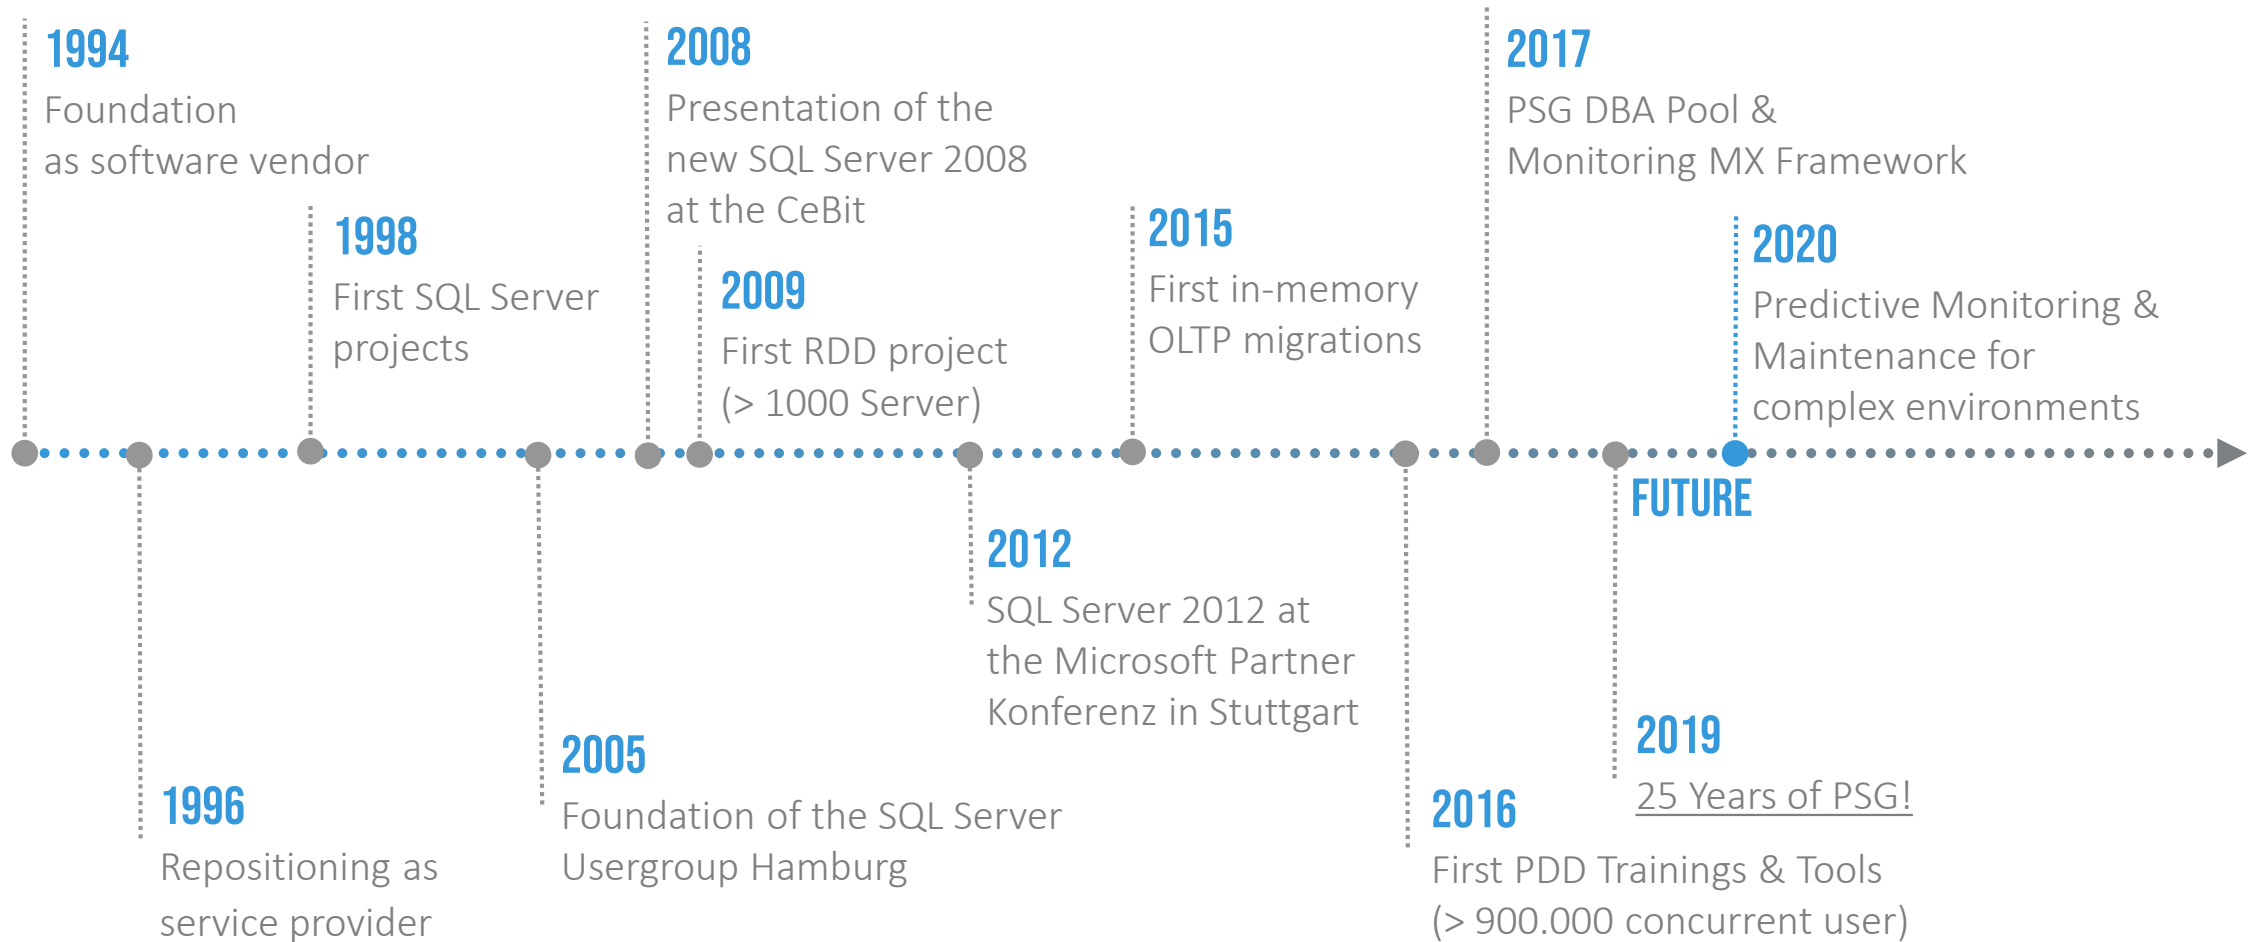 1994
Foundation
as software vendor
1996
Repositioning as
service provider
1998
First SQL Server
projects
2005
Foundation of the SQL Server
Usergroup Hamburg
2008
Presentation of the
new SQL Server 2008
at the CeBit
2009
First RDD project
(> 1000 Server)
2012
SQL Server 2012 at
the Microsoft Partner
Konferenz in Stuttgart
2015
First in-memory
OLTP migrations
2016
First PDD Trainings & Tools
(> 900.000 concurrent user)
2017
PSG DBA Pool &
Monitoring MX Framework
2019
25 Years of PSG!
FUTURE
2020
Predictive Monitoring &
Maintenance for
complex environments